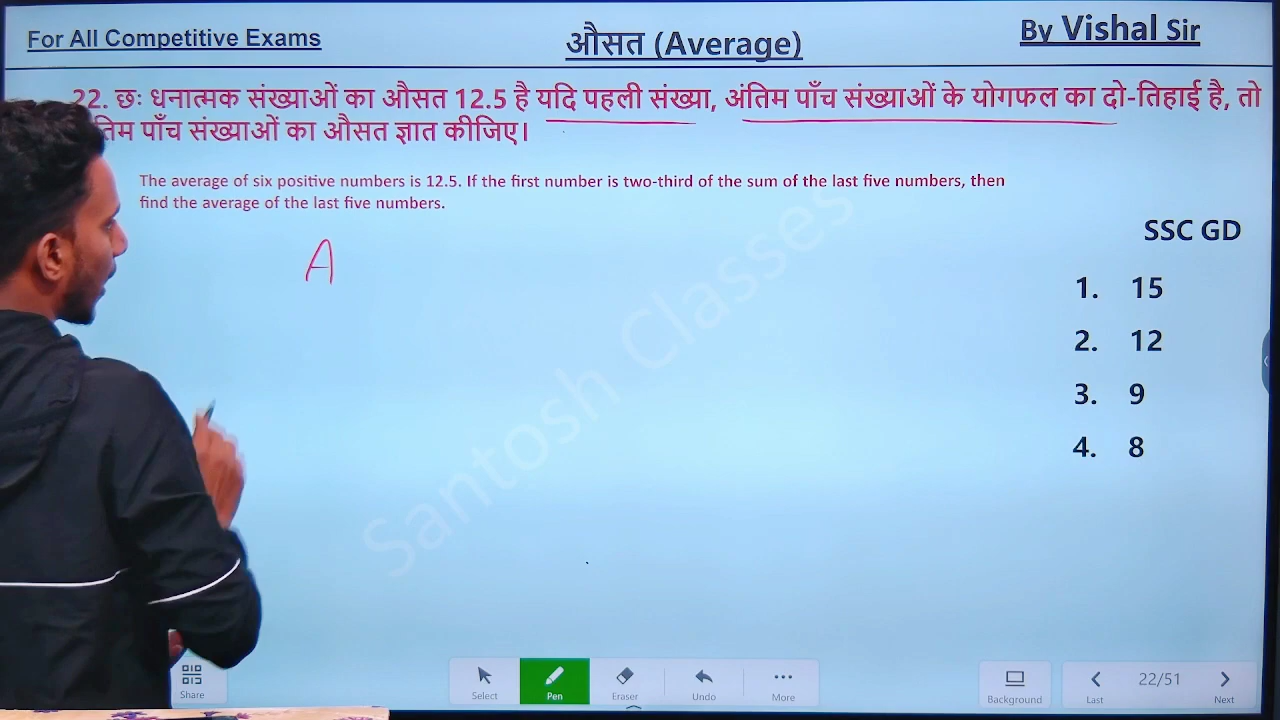 For All Competitive Exams
औसत (Average)
By Vishal Sir
22. छः धनात्मक संख्याओं का औसत 12.5 है यदि पहली संख्या, अंतिम पाँच संख्याओं के योगफल का दो-तिहाई है, तो
पाँच संख्याओं का औसत ज्ञात कीजिए।
The average of six positive numbers is 12.5. If the first number is two-third of the sum of the last five numbers, then
find the average of the last five numbers.
SSC GD
A
1. 15
2. 12
3. 9
4. 8
Santosh Classes
Share
Select
Pen
Eraser
Undo
More
Background
Last
22/51
Next